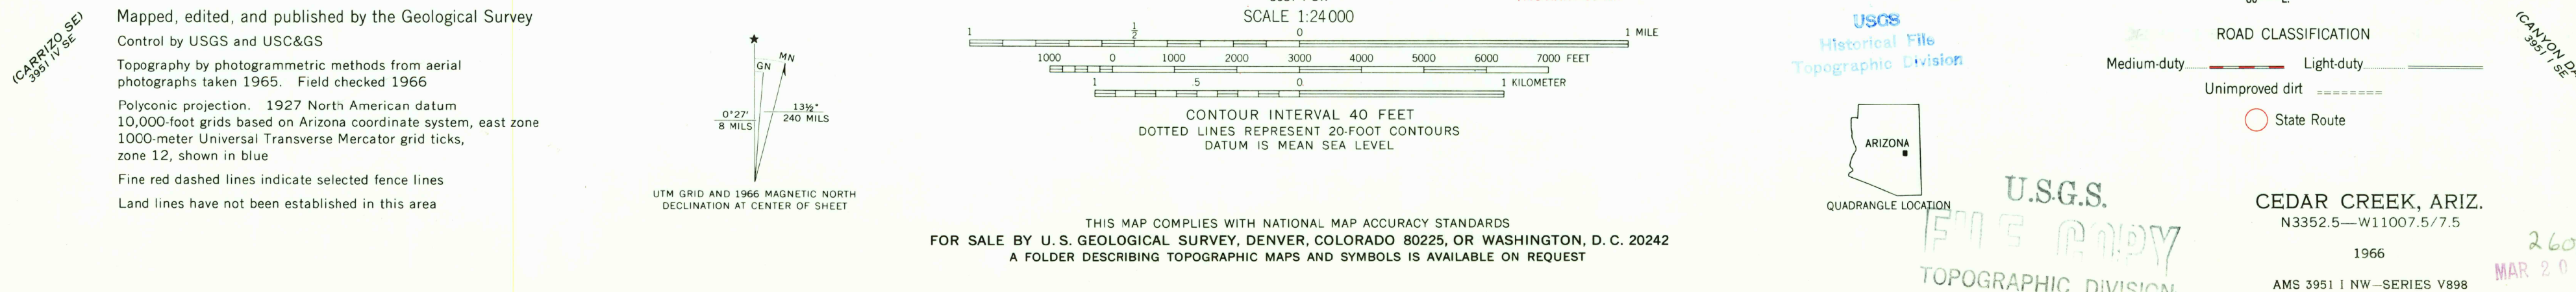 (CARRIZO SE)
3951 IV SE
Mapped, edited, and published by the Geological Survey
Control by USGS and USC&GS
Topography by photogrammetric methods from aerial
photographs taken 1965. Field checked 1966
Polyconic projection. 1927 North American datum
10,000-foot grids based on Arizona coordinate system, east zone
1000-meter Universal Transverse Mercator grid ticks,
zone 12, shown in blue
Fine red dashed lines indicate selected fence lines
Land lines have not been established in this area
★
GN
MN
0°27'
8 MILS
13½°
240 MILS
UTM GRID AND 1966 MAGNETIC NORTH
DECLINATION AT CENTER OF SHEET
SCALE 1:24 000
1 ½ 0 1 MILE
1000 0 1000 2000 3000 4000 5000 6000 7000 FEET
1 .5 0 1 KILOMETER
CONTOUR INTERVAL 40 FEET
DOTTED LINES REPRESENT 20-FOOT CONTOURS
DATUM IS MEAN SEA LEVEL
THIS MAP COMPLIES WITH NATIONAL MAP ACCURACY STANDARDS
FOR SALE BY U. S. GEOLOGICAL SURVEY, DENVER, COLORADO 80225, OR WASHINGTON, D. C. 20242
A FOLDER DESCRIBING TOPOGRAPHIC MAPS AND SYMBOLS IS AVAILABLE ON REQUEST
USGS
Historical File
Topographic Division
ARIZONA
QUADRANGLE LOCATION
U.S.G.S.
FILE COPY
TOPOGRAPHIC DIVISION
ROAD CLASSIFICATION
Medium-duty Light-duty
Unimproved dirt
State Route
CEDAR CREEK, ARIZ.
N3352.5—W11007.5/7.5
1966
AMS 3951 I NW—SERIES V898
(CANYON
3951 I SE
260
MAR 20